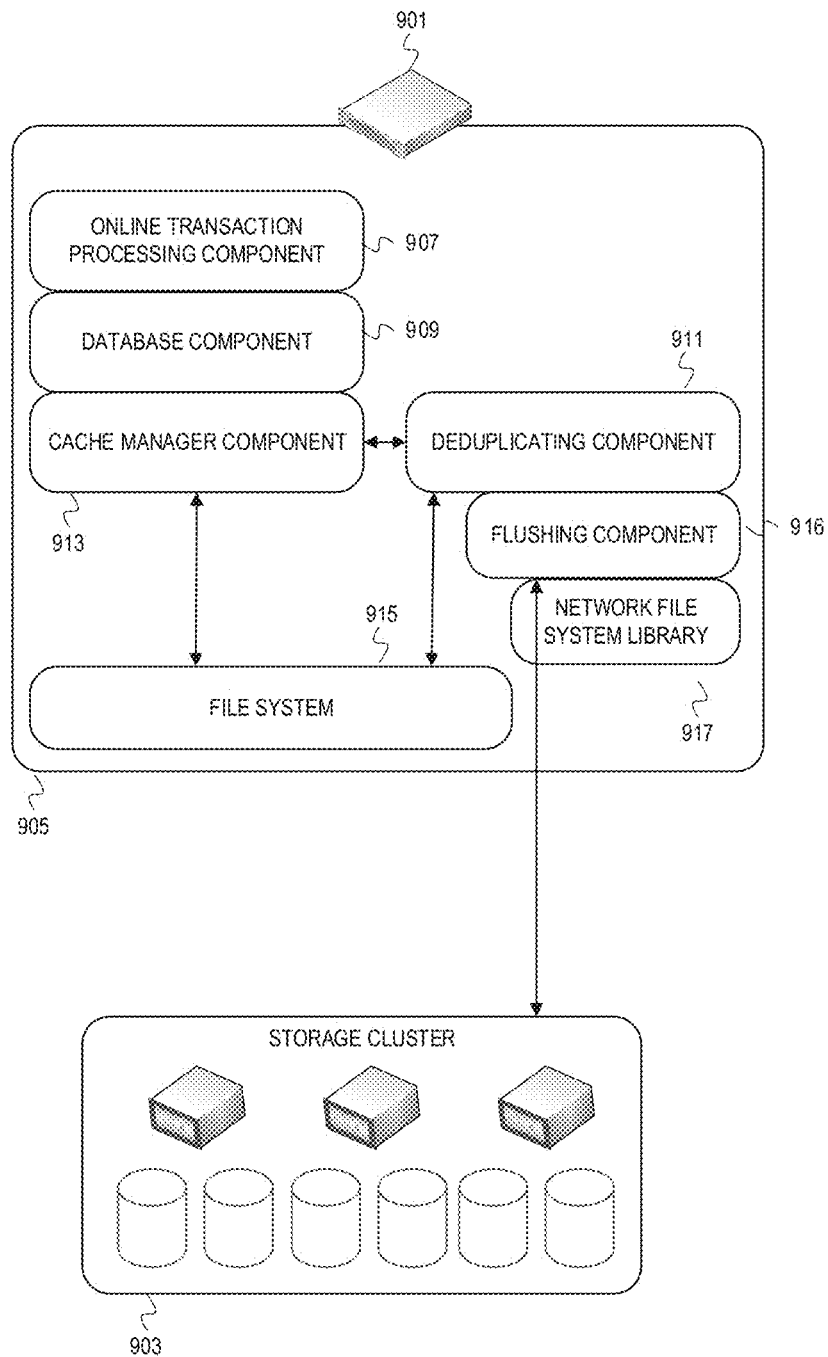 901
ONLINE TRANSACTION
PROCESSING COMPONENT
907
DATABASE COMPONENT
909
911
CACHE MANAGER COMPONENT
DEDUPLICATING COMPONENT
913
FLUSHING COMPONENT
916
NETWORK FILE
SYSTEM LIBRARY
915
917
FILE SYSTEM
905
STORAGE CLUSTER
903